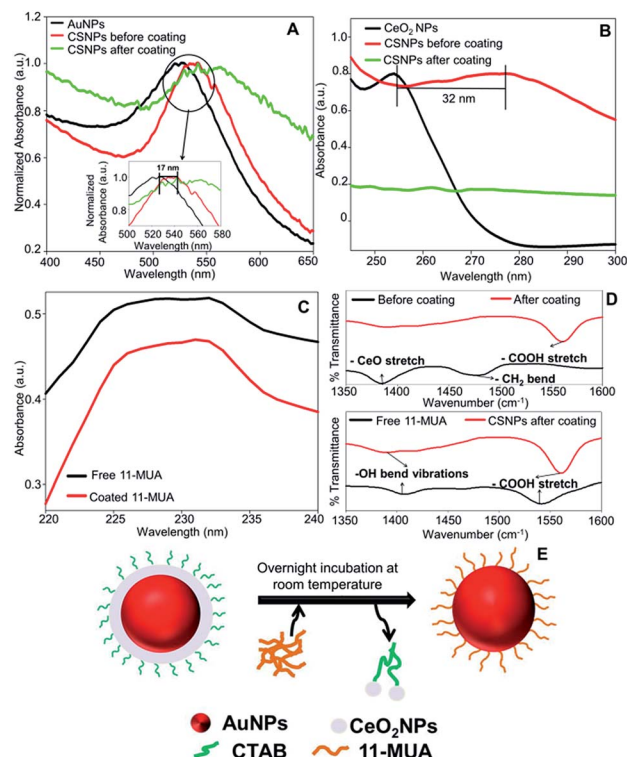 A
AuNPs
CSNPs before coating
CSNPs after coating
Normalized Absorbance (a.u.)
1.2
1.0
0.8
0.6
0.4
0.2
400 450 500 550 600 650
Wavelength (nm)
17 nm
Normalized
Absorbance (a.u.)
1.0
0.8
500 520 540 560 580
Wavelength (nm)
B
CeO2 NPs
CSNPs before coating
CSNPs after coating
Absorbance (a.u.)
1.0
0.8
0.6
0.4
0.2
0
32 nm
250 260 270 280 290 300
Wavelength (nm)
C
Absorbance (a.u.)
0.5
0.4
0.3
Free 11-MUA
Coated 11-MUA
220 225 230 235 240
Wavelength (nm)
D
Before coating
After coating
% Transmittance
- CeO stretch
- COOH stretch
- CH2 bend
1350 1400 1450 1500 1550 1600
Wavenumber (cm-1)
Free 11-MUA
CSNPs after coating
% Transmittance
-OH bend vibrations
- COOH stretch
1350 1400 1450 1500 1550 1600
Wavenumber (cm-1)
E
Overnight incubation at
room temperature
AuNPs
CeO2NPs
CTAB
11-MUA